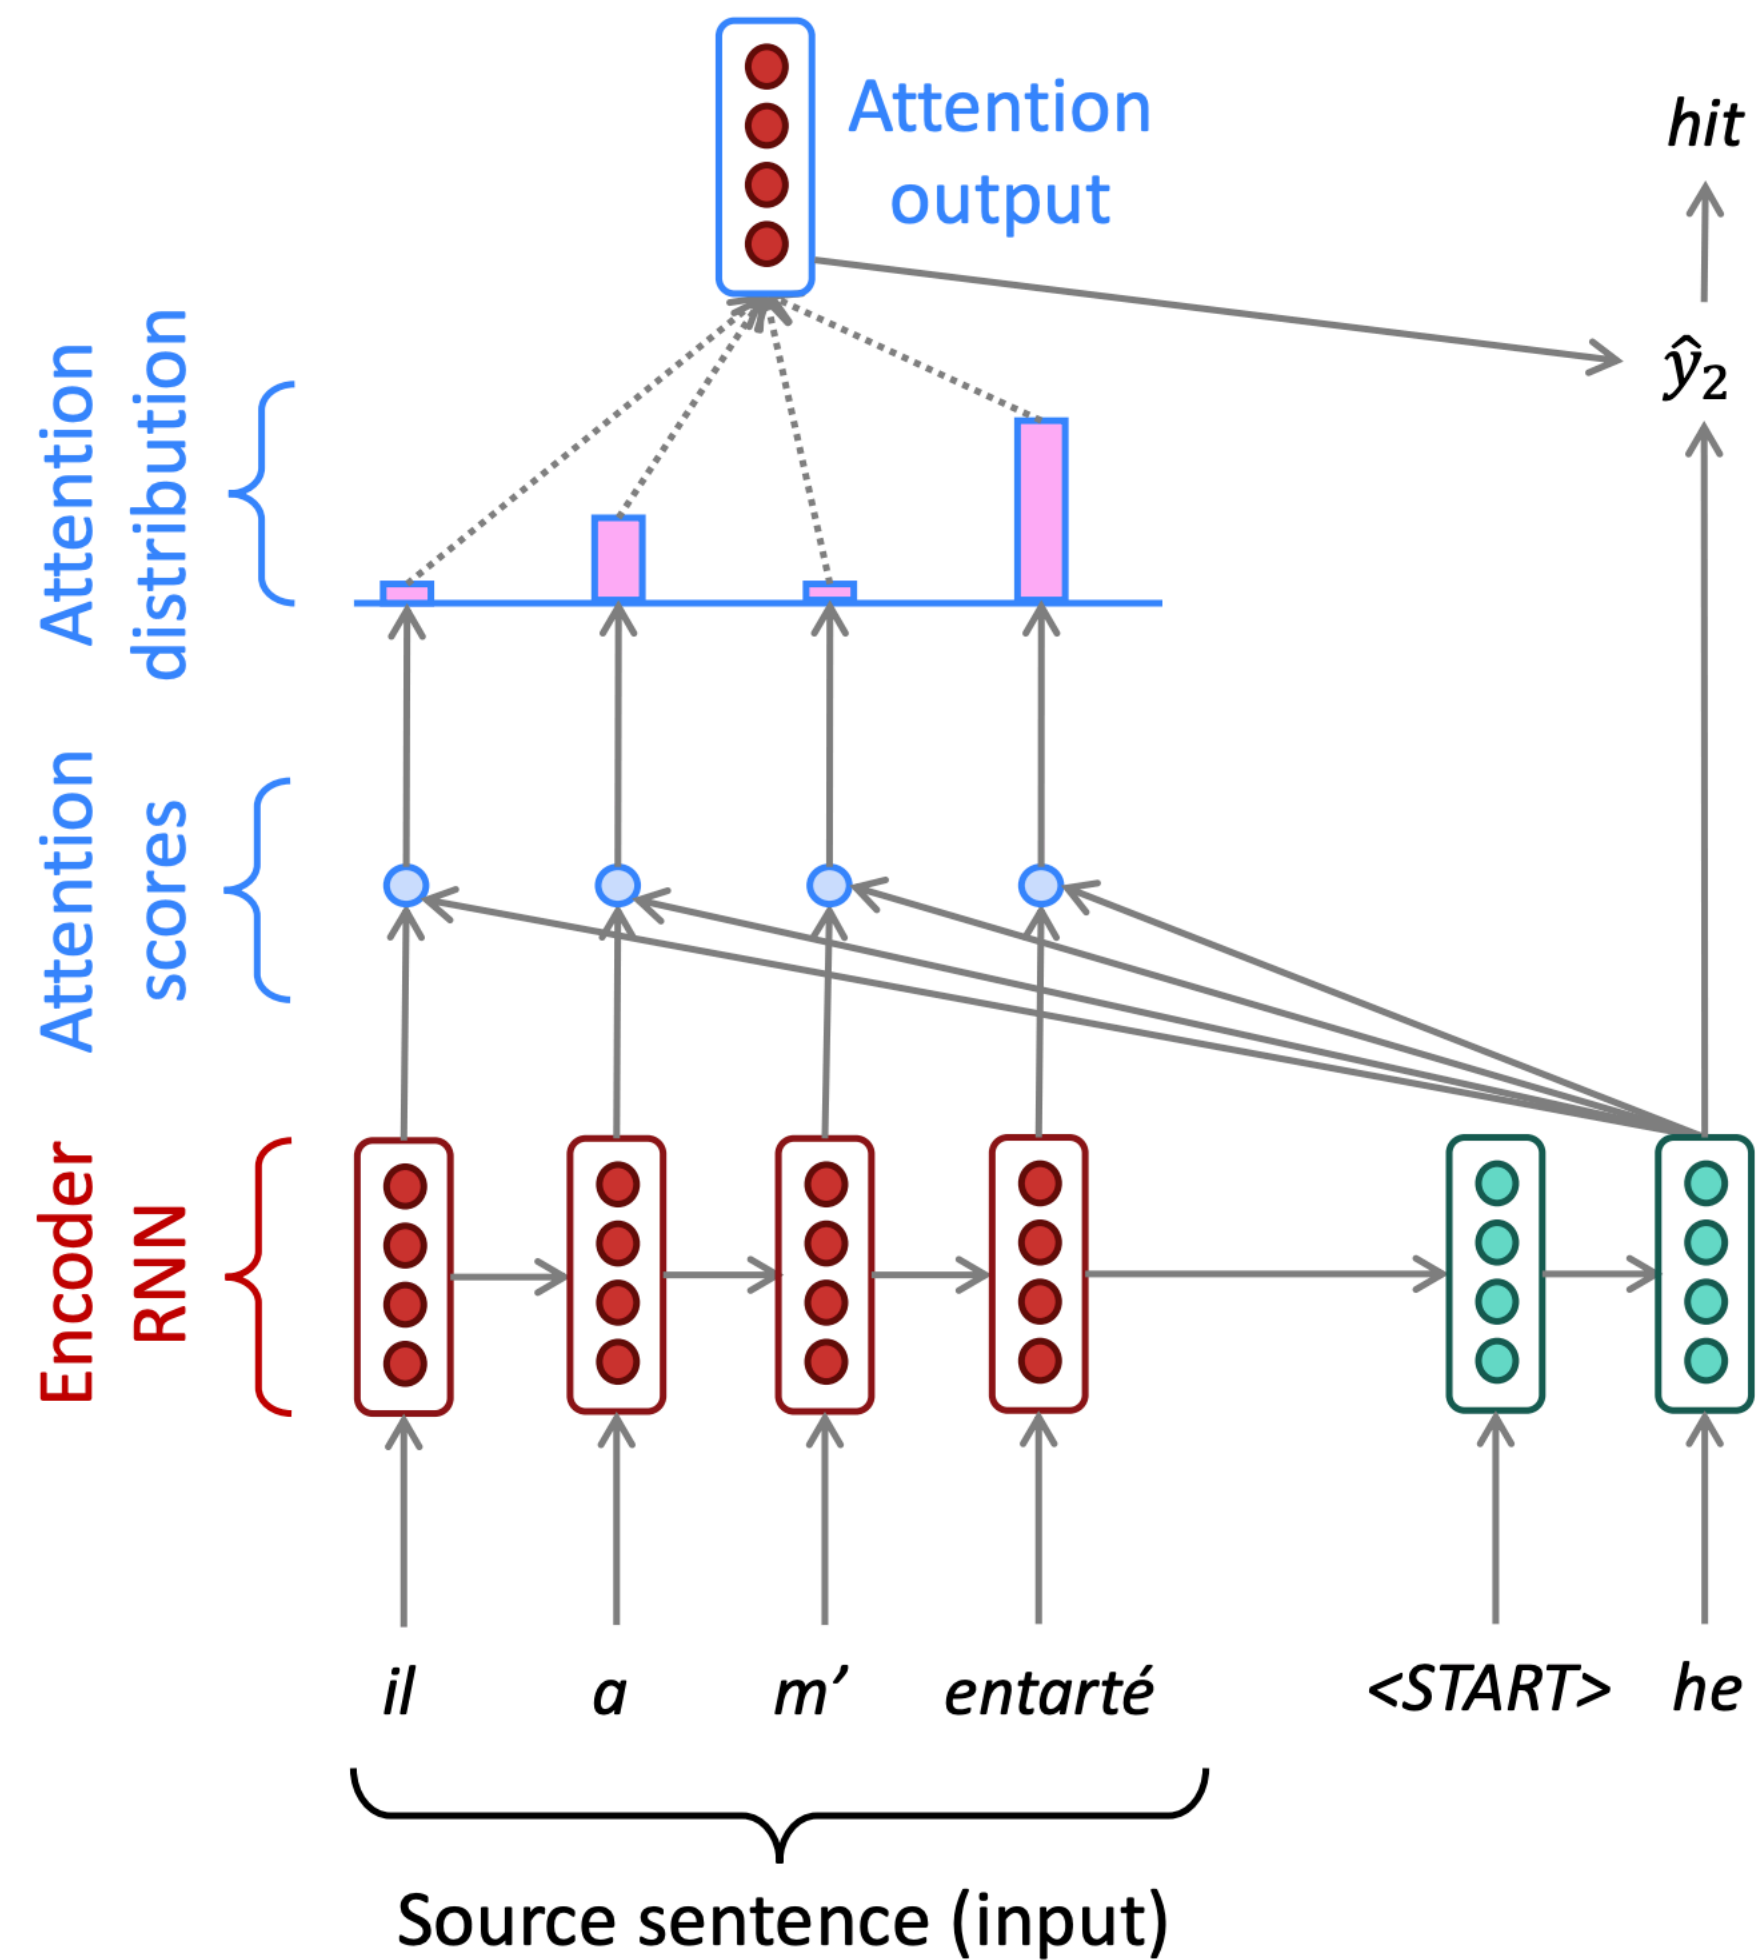 Attention
output
hit
ŷ₂
Attention
distribution
Attention
scores
Encoder
RNN
il a m’ entarté <START> he
Source sentence (input)